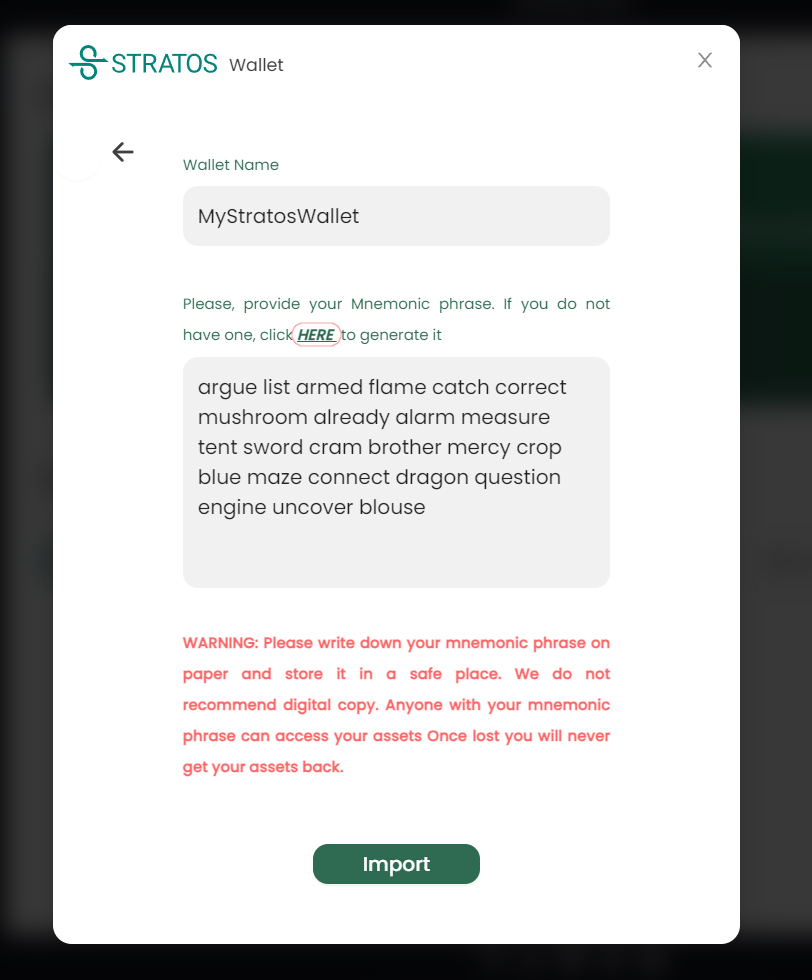 STRATOS Wallet
Wallet Name
MyStratosWallet
Please, provide your Mnemonic phrase. If you do not
have one, click HERE to generate it
argue list armed flame catch correct
mushroom already alarm measure
tent sword cram brother mercy crop
blue maze connect dragon question
engine uncover blouse
WARNING: Please write down your mnemonic phrase on
paper and store it in a safe place. We do not
recommend digital copy. Anyone with your mnemonic
phrase can access your assets Once lost you will never
get your assets back.
Import